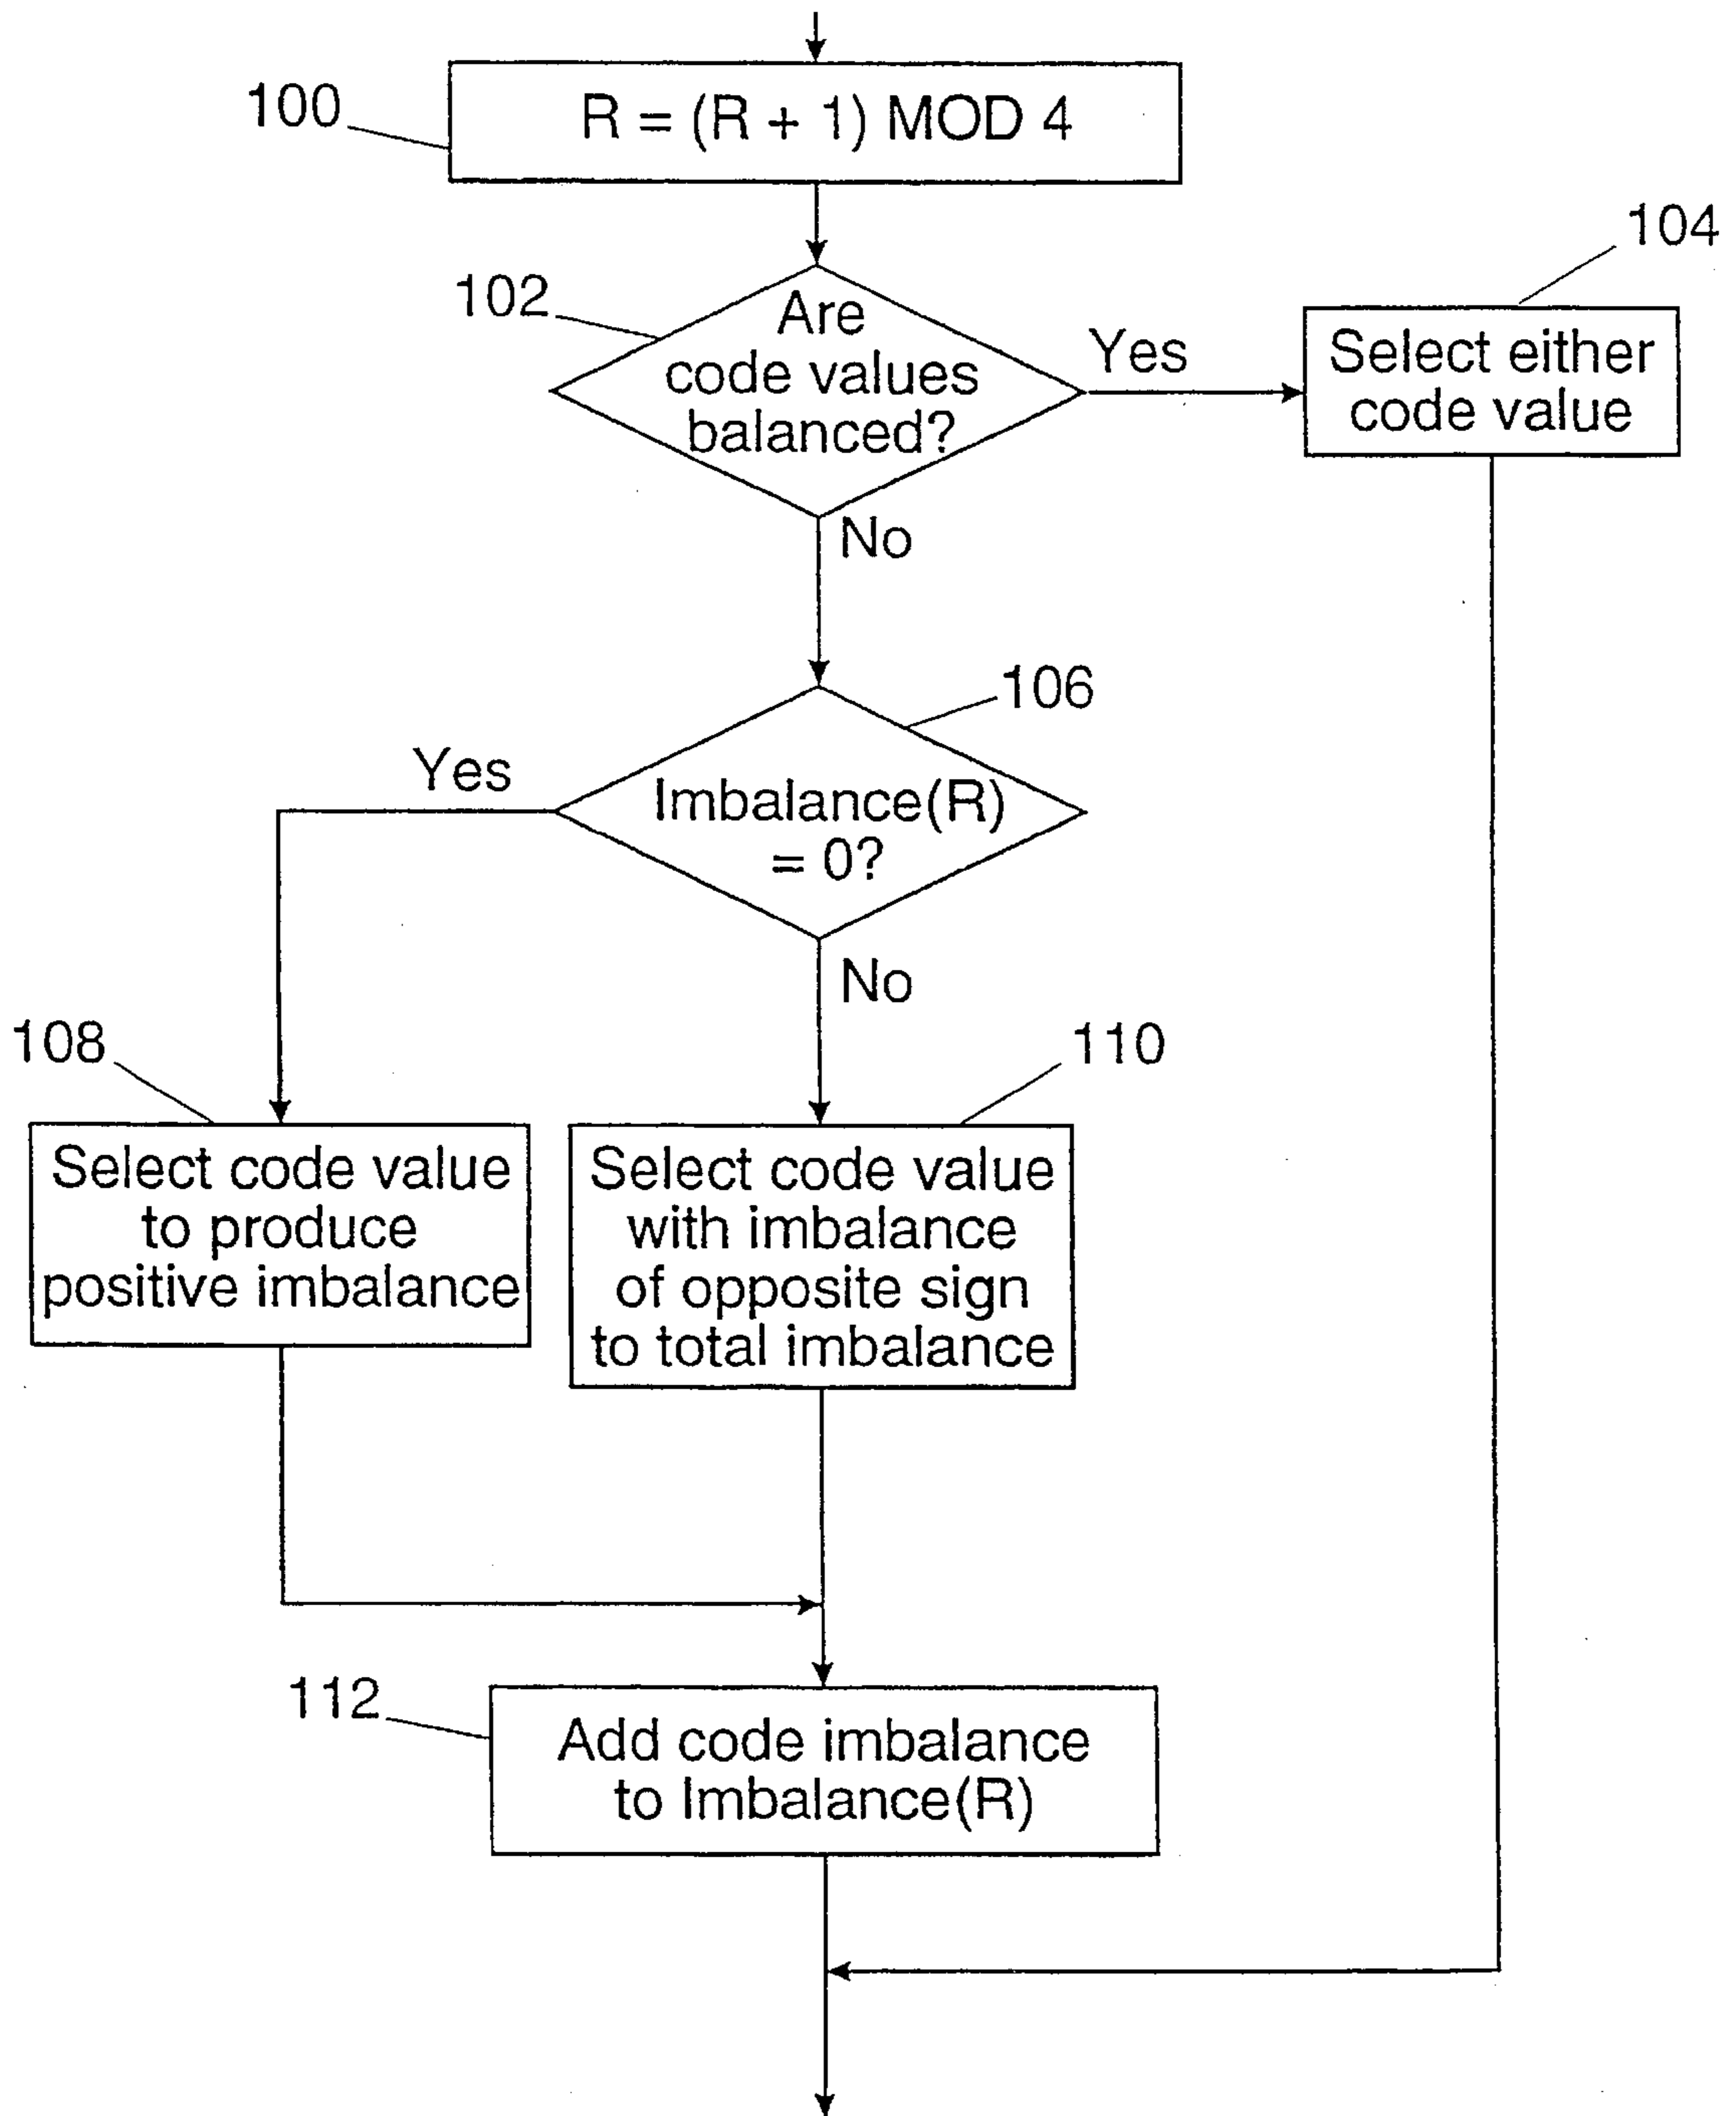 100
R = (R + 1) MOD 4
104
102
Are
code values
balanced?
Yes
Select either
code value
No
106
Yes
Imbalance(R)
= 0?
No
108
110
Select code value
to produce
positive imbalance
Select code value
with imbalance
of opposite sign
to total imbalance
112
Add code imbalance
to Imbalance(R)